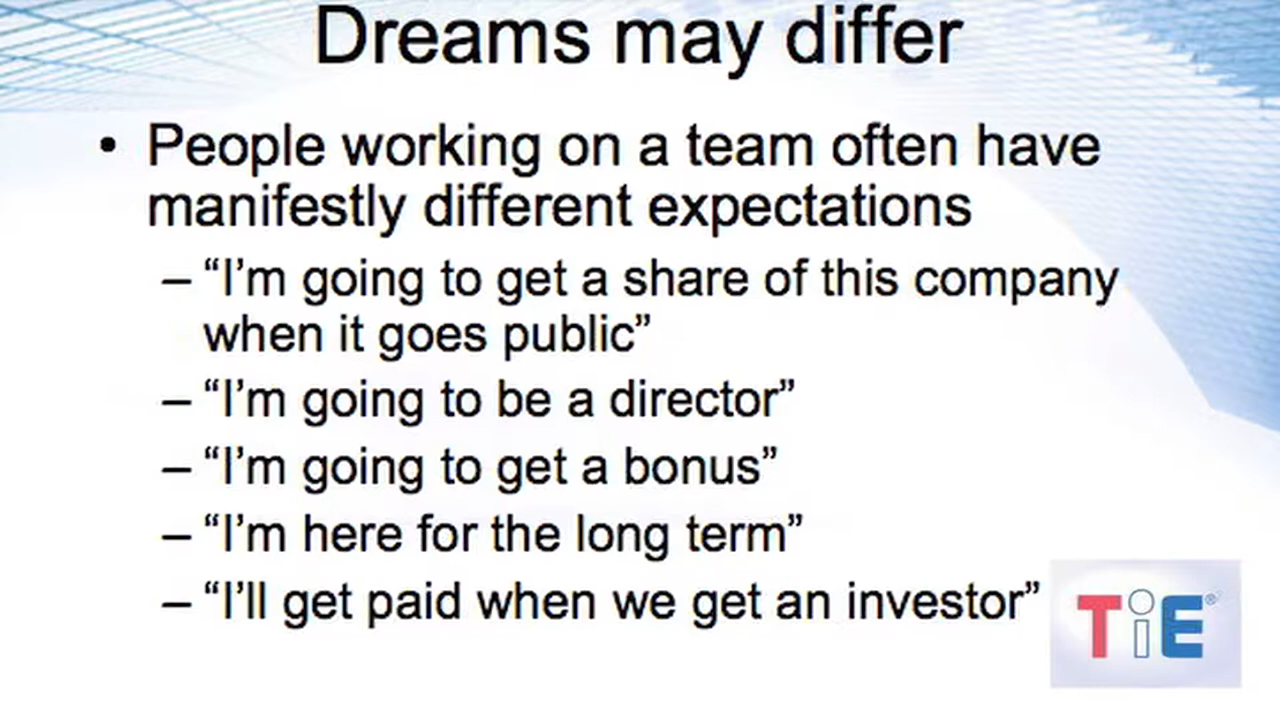 Dreams may differ
• People working on a team often have
manifestly different expectations
– “I’m going to get a share of this company
when it goes public”
– “I’m going to be a director”
– “I’m going to get a bonus”
– “I’m here for the long term”
– “I’ll get paid when we get an investor”
TiE®